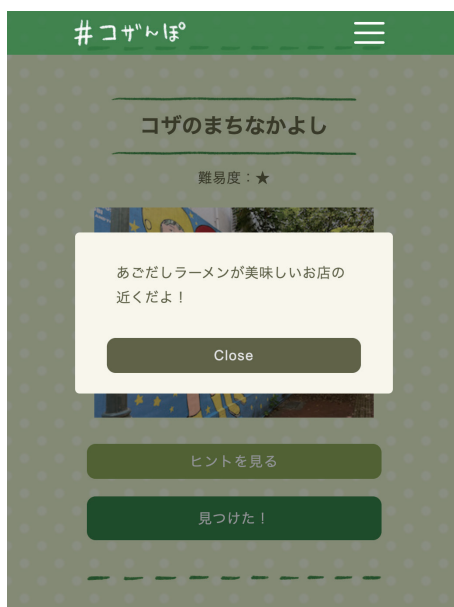 #コザんぽ
コザのまちなかよし
難易度：★
あごだしラーメンが美味しいお店の
近くだよ！
Close
ヒントを見る
見つけた！